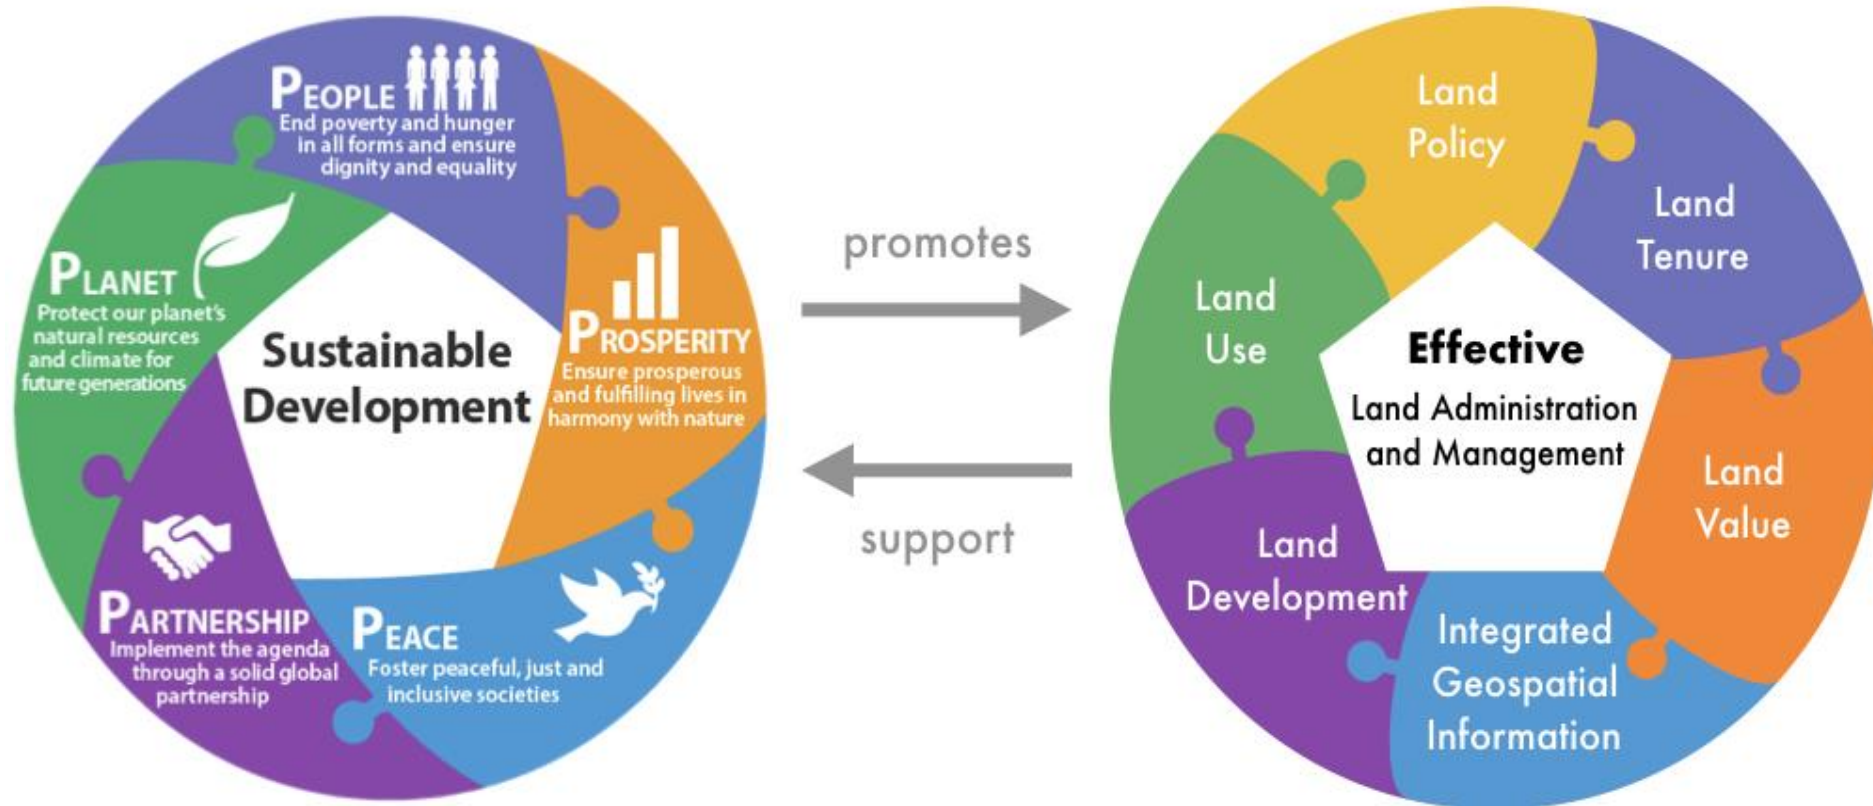 PEOPLE
End poverty and hunger
in all forms and ensure
dignity and equality
PLANET
Protect our planet's
natural resources
and climate for
future generations
PROSPERITY
Ensure prosperous
and fulfilling lives in
harmony with nature
Sustainable
Development
PARTNERSHIP
Implement the agenda
through a solid global
partnership
PEACE
Foster peaceful, just and
inclusive societies
promotes
support
Land
Policy
Land
Tenure
Land
Use
Effective
Land Administration
and Management
Land
Value
Land
Development
Integrated
Geospatial
Information